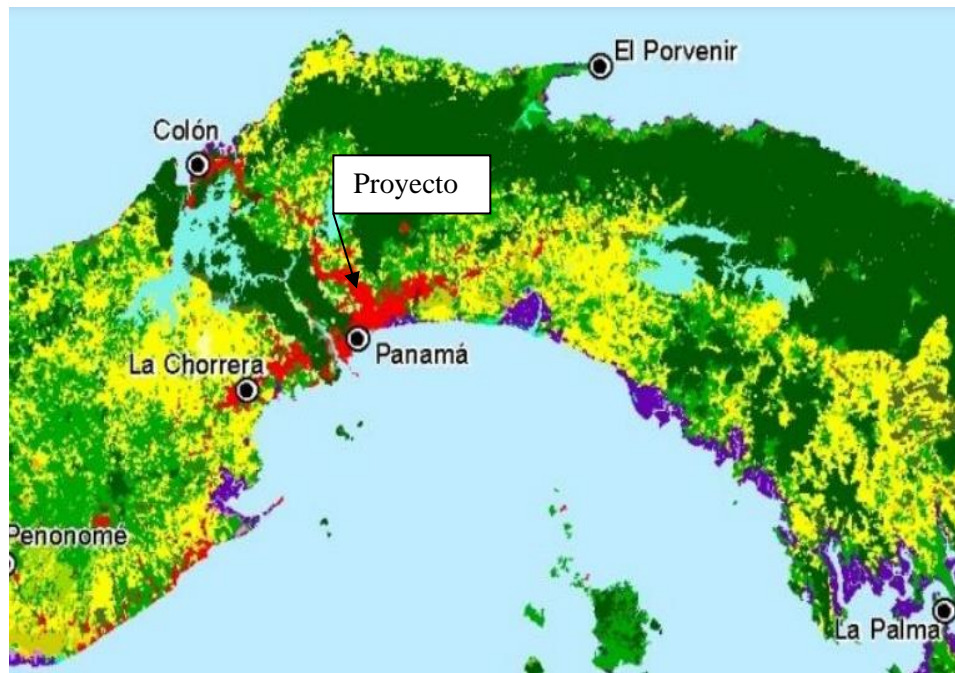 El Porvenir
Colón
Proyecto
Panamá
La Chorrera
Penonomé
La Palma